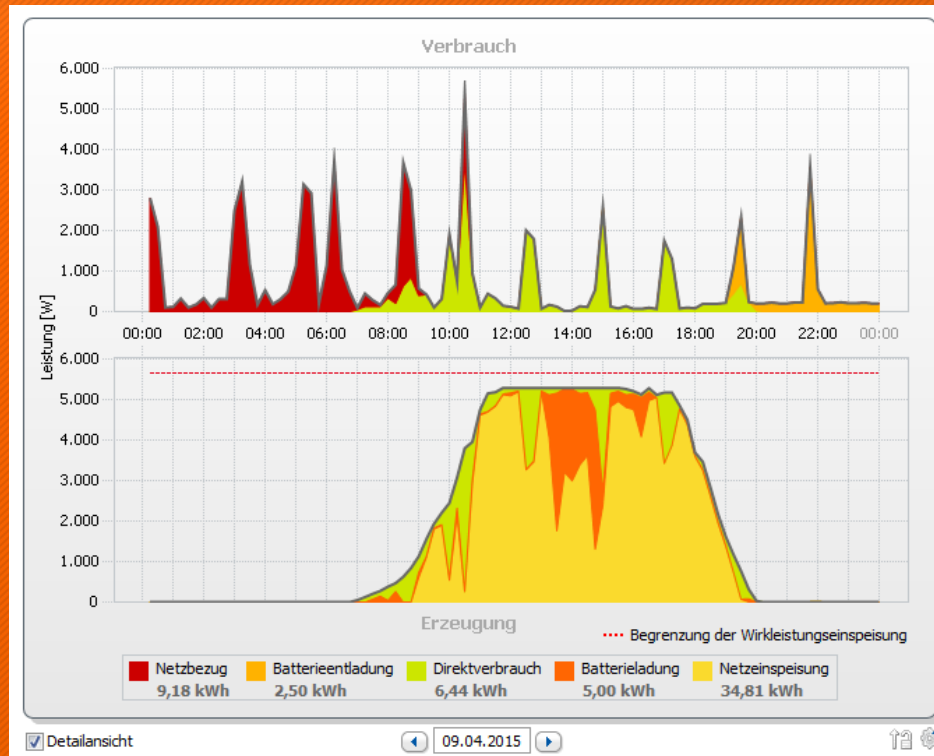 Verbrauch
6.000
5.000
4.000
3.000
2.000
1.000
0
00:00 02:00 04:00 06:00 08:00 10:00 12:00 14:00 16:00 18:00 20:00 22:00 00:00
Leistung [W]
6.000
5.000
4.000
3.000
2.000
1.000
0
Erzeugung
Begrenzung der Wirkleistungseinspeisung
Netzbezug Batterieentladung Direktverbrauch Batterieladung Netzeinspeisung
9,18 kWh 2,50 kWh 6,44 kWh 5,00 kWh 34,81 kWh
Detailansicht 09.04.2015